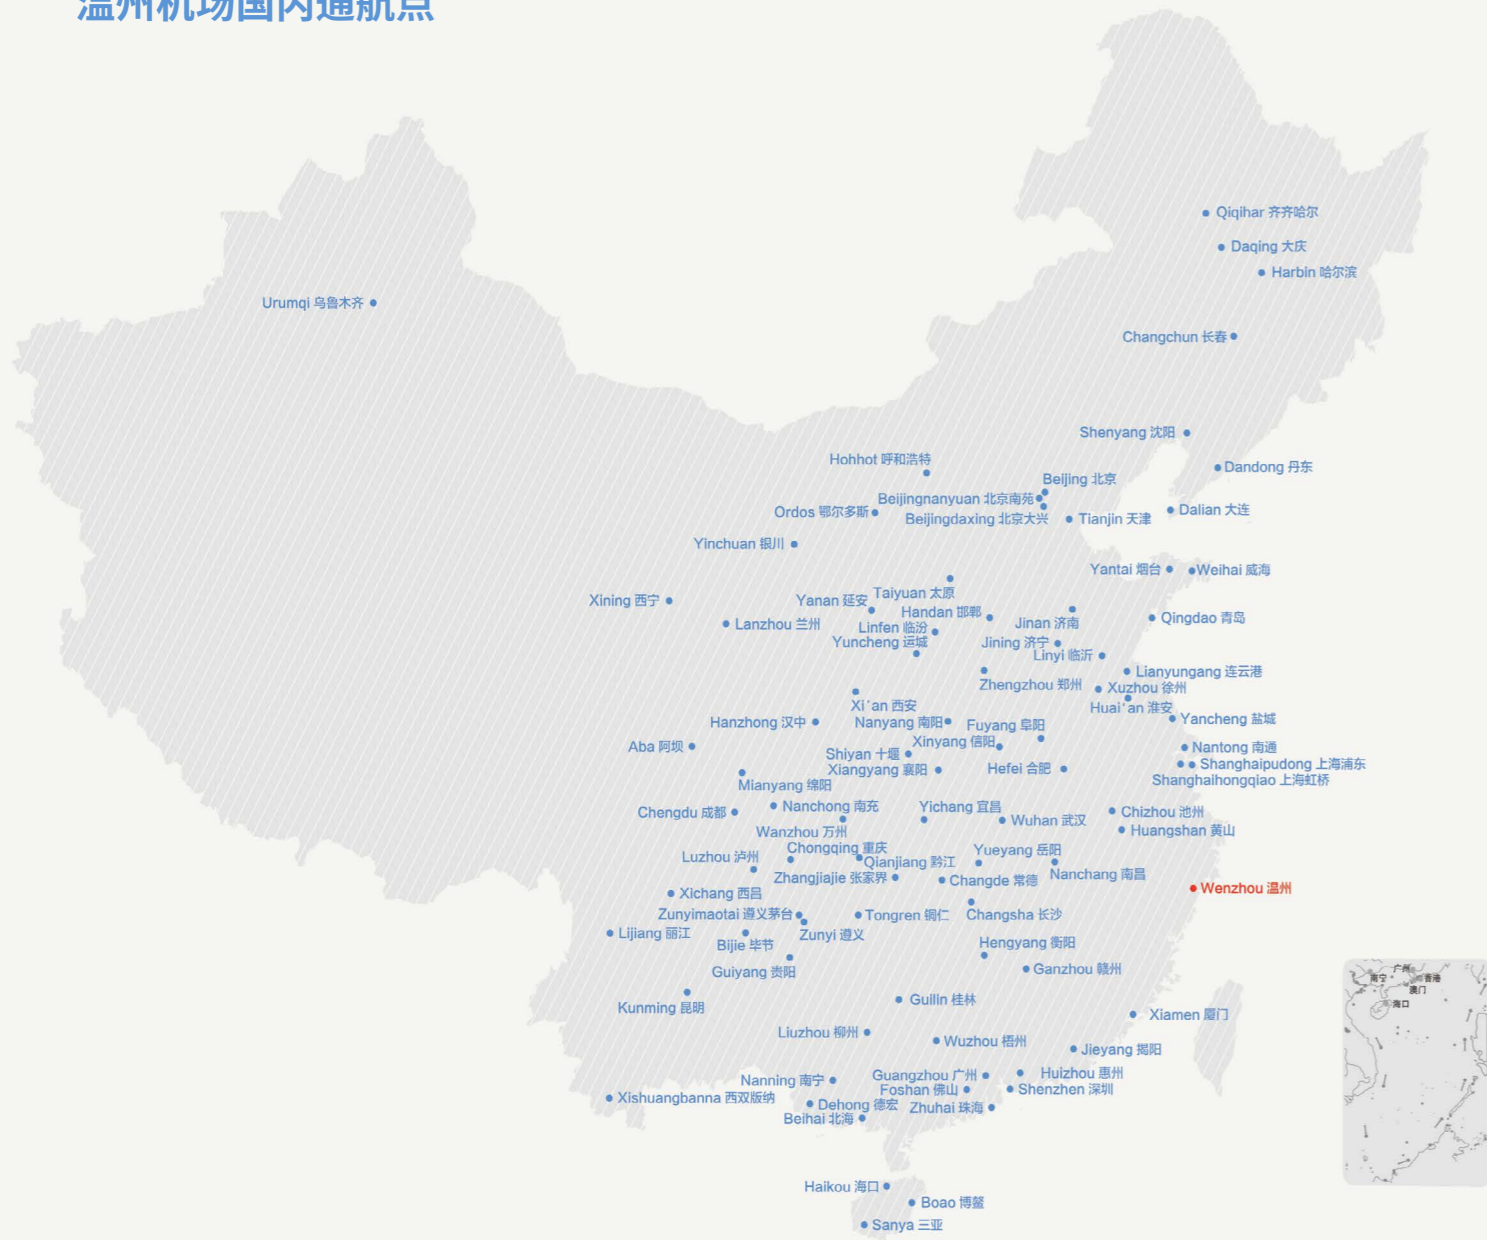 温州机场国内通航点
Qiqihar 齐齐哈尔
Daqing 大庆
Harbin 哈尔滨
Urumqi 乌鲁木齐
Changchun 长春
Shenyang 沈阳
Hohhot 呼和浩特
Dandong 丹东
Beijing 北京
Beijingnanyuan 北京南苑
Ordos 鄂尔多斯
Beijingdaxing 北京大兴
Tianjin 天津
Dalian 大连
Yinchuan 银川
Yantai 烟台
Weihai 威海
Taiyuan 太原
Xining 西宁
Yanan 延安
Handan 邯郸
Jinan 济南
Qingdao 青岛
Lanzhou 兰州
Linfen 临汾
Yuncheng 运城
Jining 济宁
Linyi 临沂
Lianyungang 连云港
Zhengzhou 郑州
Xuzhou 徐州
Xi'an 西安
Huai'an 淮安
Hanzhong 汉中
Nanyang 南阳
Fuyang 阜阳
Yancheng 盐城
Aba 阿坝
Xinyang 信阳
Nantong 南通
Shiyan 十堰
Xiangyang 襄阳
Hefei 合肥
Shanghaipudong 上海浦东
Shanghaihongqiao 上海虹桥
Mianyang 绵阳
Chengdu 成都
Nanchong 南充
Yichang 宜昌
Chizhou 池州
Wanzhou 万州
Wuhan 武汉
Huangshan 黄山
Chongqing 重庆
Yueyang 岳阳
Luzhou 泸州
Qianjiang 黔江
Zhangjiajie 张家界
Changde 常德
Nanchang 南昌
Wenzhou 温州
Xichang 西昌
Zunyimaotai 遵义茅台
Tongren 铜仁
Changsha 长沙
Lijiang 丽江
Bijie 毕节
Zunyi 遵义
Hengyang 衡阳
Guiyang 贵阳
Ganzhou 赣州
Kunming 昆明
Guilin 桂林
Xiamen 厦门
Liuzhou 柳州
Wuzhou 梧州
Jieyang 揭阳
Nanning 南宁
Guangzhou 广州
Huizhou 惠州
Foshan 佛山
Shenzhen 深圳
Xishuangbanna 西双版纳
Dehong 德宏
Zhuhai 珠海
Beihai 北海
Haikou 海口
Boao 博鳌
Sanya 三亚
广州
南宁
香港
澳门
海口